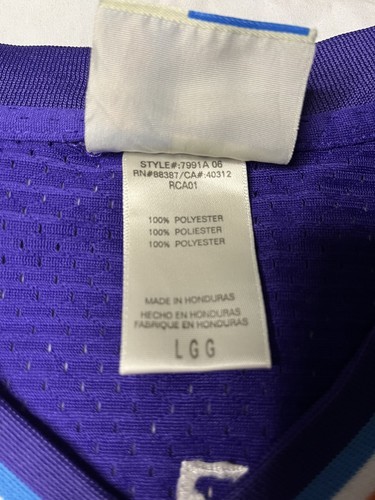 STYLE#:7991A 06
RN#88387/CA#:40312
RCA01
100% POLYESTER
100% POLIESTER
100% POLYESTER
MADE IN HONDURAS
HECHO EN HONDURAS
FABRIQUE EN HONDURAS
LGG